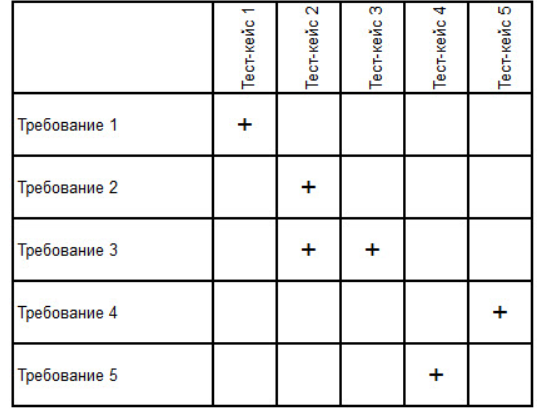 Тест-кейс 1
Тест-кейс 2
Тест-кейс 3
Тест-кейс 4
Тест-кейс 5
Требование 1 +
Требование 2 +
Требование 3 + +
Требование 4 +
Требование 5 +